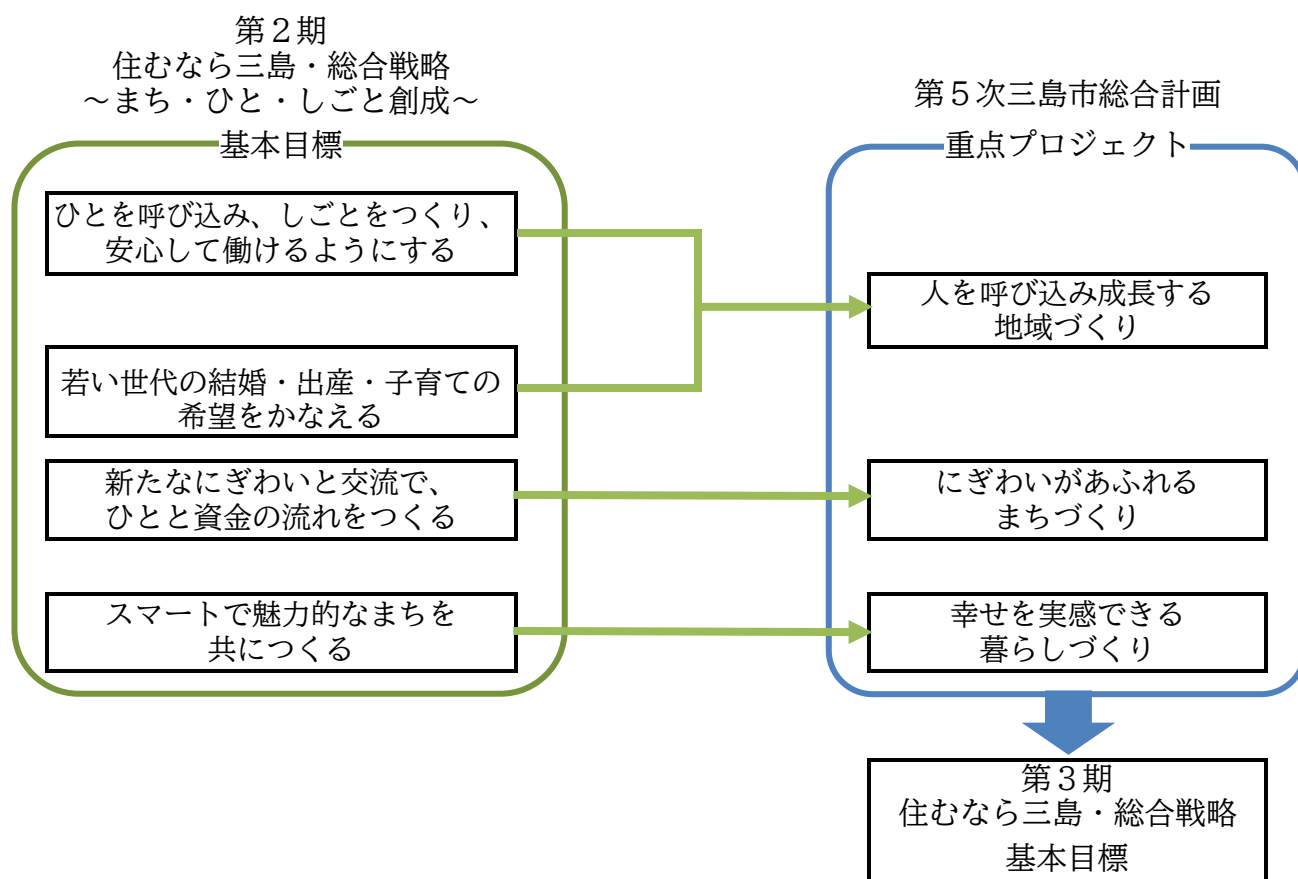 第２期
住むなら三島・総合戦略
～まち・ひと・しごと創成～
基本目標
ひとを呼び込み、しごとをつくり、
安心して働けるようにする
若い世代の結婚・出産・子育ての
希望をかなえる
新たなにぎわいと交流で、
ひとと資金の流れをつくる
スマートで魅力的なまちを
共につくる
第５次三島市総合計画
重点プロジェクト
人を呼び込み成長する
地域づくり
にぎわいがあふれる
まちづくり
幸せを実感できる
暮らしづくり
第３期
住むなら三島・総合戦略
基本目標